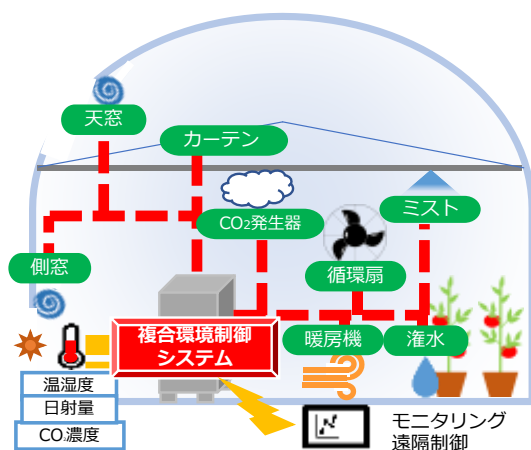 天窓
カーテン
CO₂発生器
ミスト
側窓
循環扇
複合環境制御
システム
暖房機
潅水
温湿度
日射量
CO₂濃度
モニタリング
遠隔制御